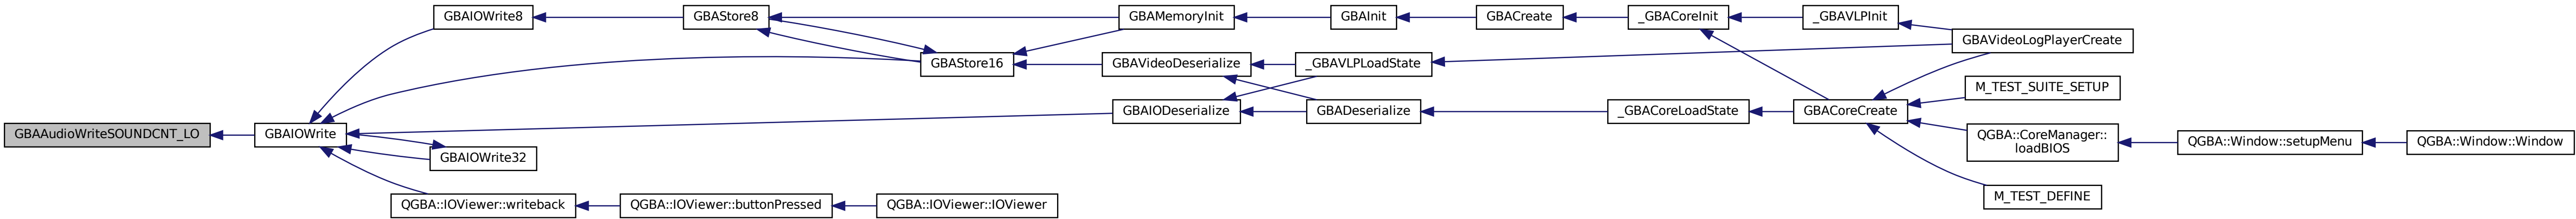 GBAAudioWriteSOUNDCNT_LO
GBAIOWrite
GBAIOWrite8
GBAStore8
GBAStore16
GBAMemoryInit
GBAInit
GBACreate
_GBACoreInit
_GBAVLPInit
GBAVideoLogPlayerCreate
GBAVideoDeserialize
_GBAVLPLoadState
GBAIODeserialize
GBADeserialize
_GBACoreLoadState
GBACoreCreate
M_TEST_SUITE_SETUP
QGBA::CoreManager::
loadBIOS
QGBA::Window::setupMenu
QGBA::Window::Window
M_TEST_DEFINE
GBAIOWrite32
QGBA::IOViewer::writeback
QGBA::IOViewer::buttonPressed
QGBA::IOViewer::IOViewer